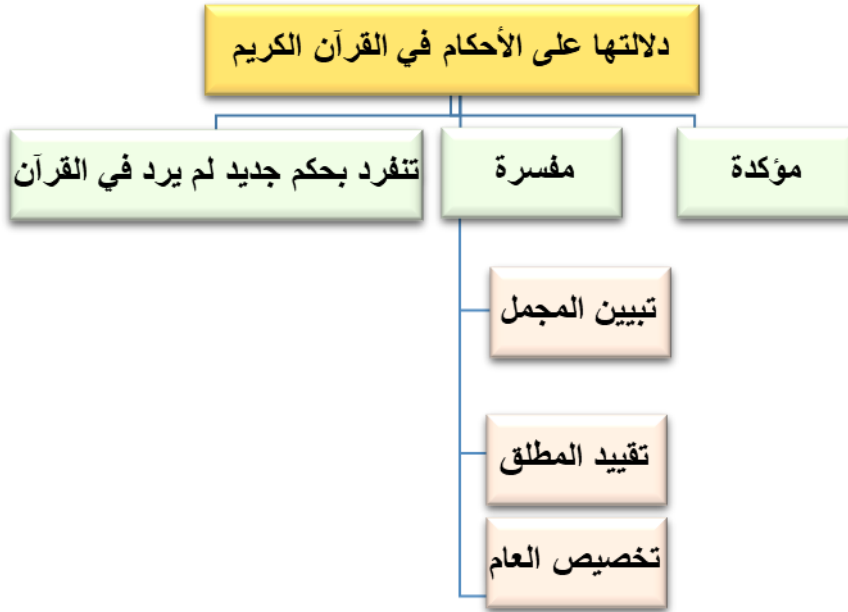 دلالتها على الأحكام في القرآن الكريم
مؤكدة
مفسرة
تنفرد بحكم جديد لم يرد في القرآن
تبيين المجمل
تقييد المطلق
تخصيص العام